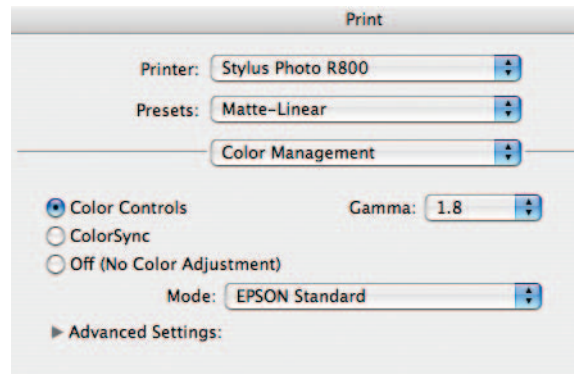 Print
Printer: Stylus Photo R800
Presets: Matte-Linear
Color Management
Color Controls Gamma: 1.8
ColorSync
Off (No Color Adjustment)
Mode: EPSON Standard
Advanced Settings: